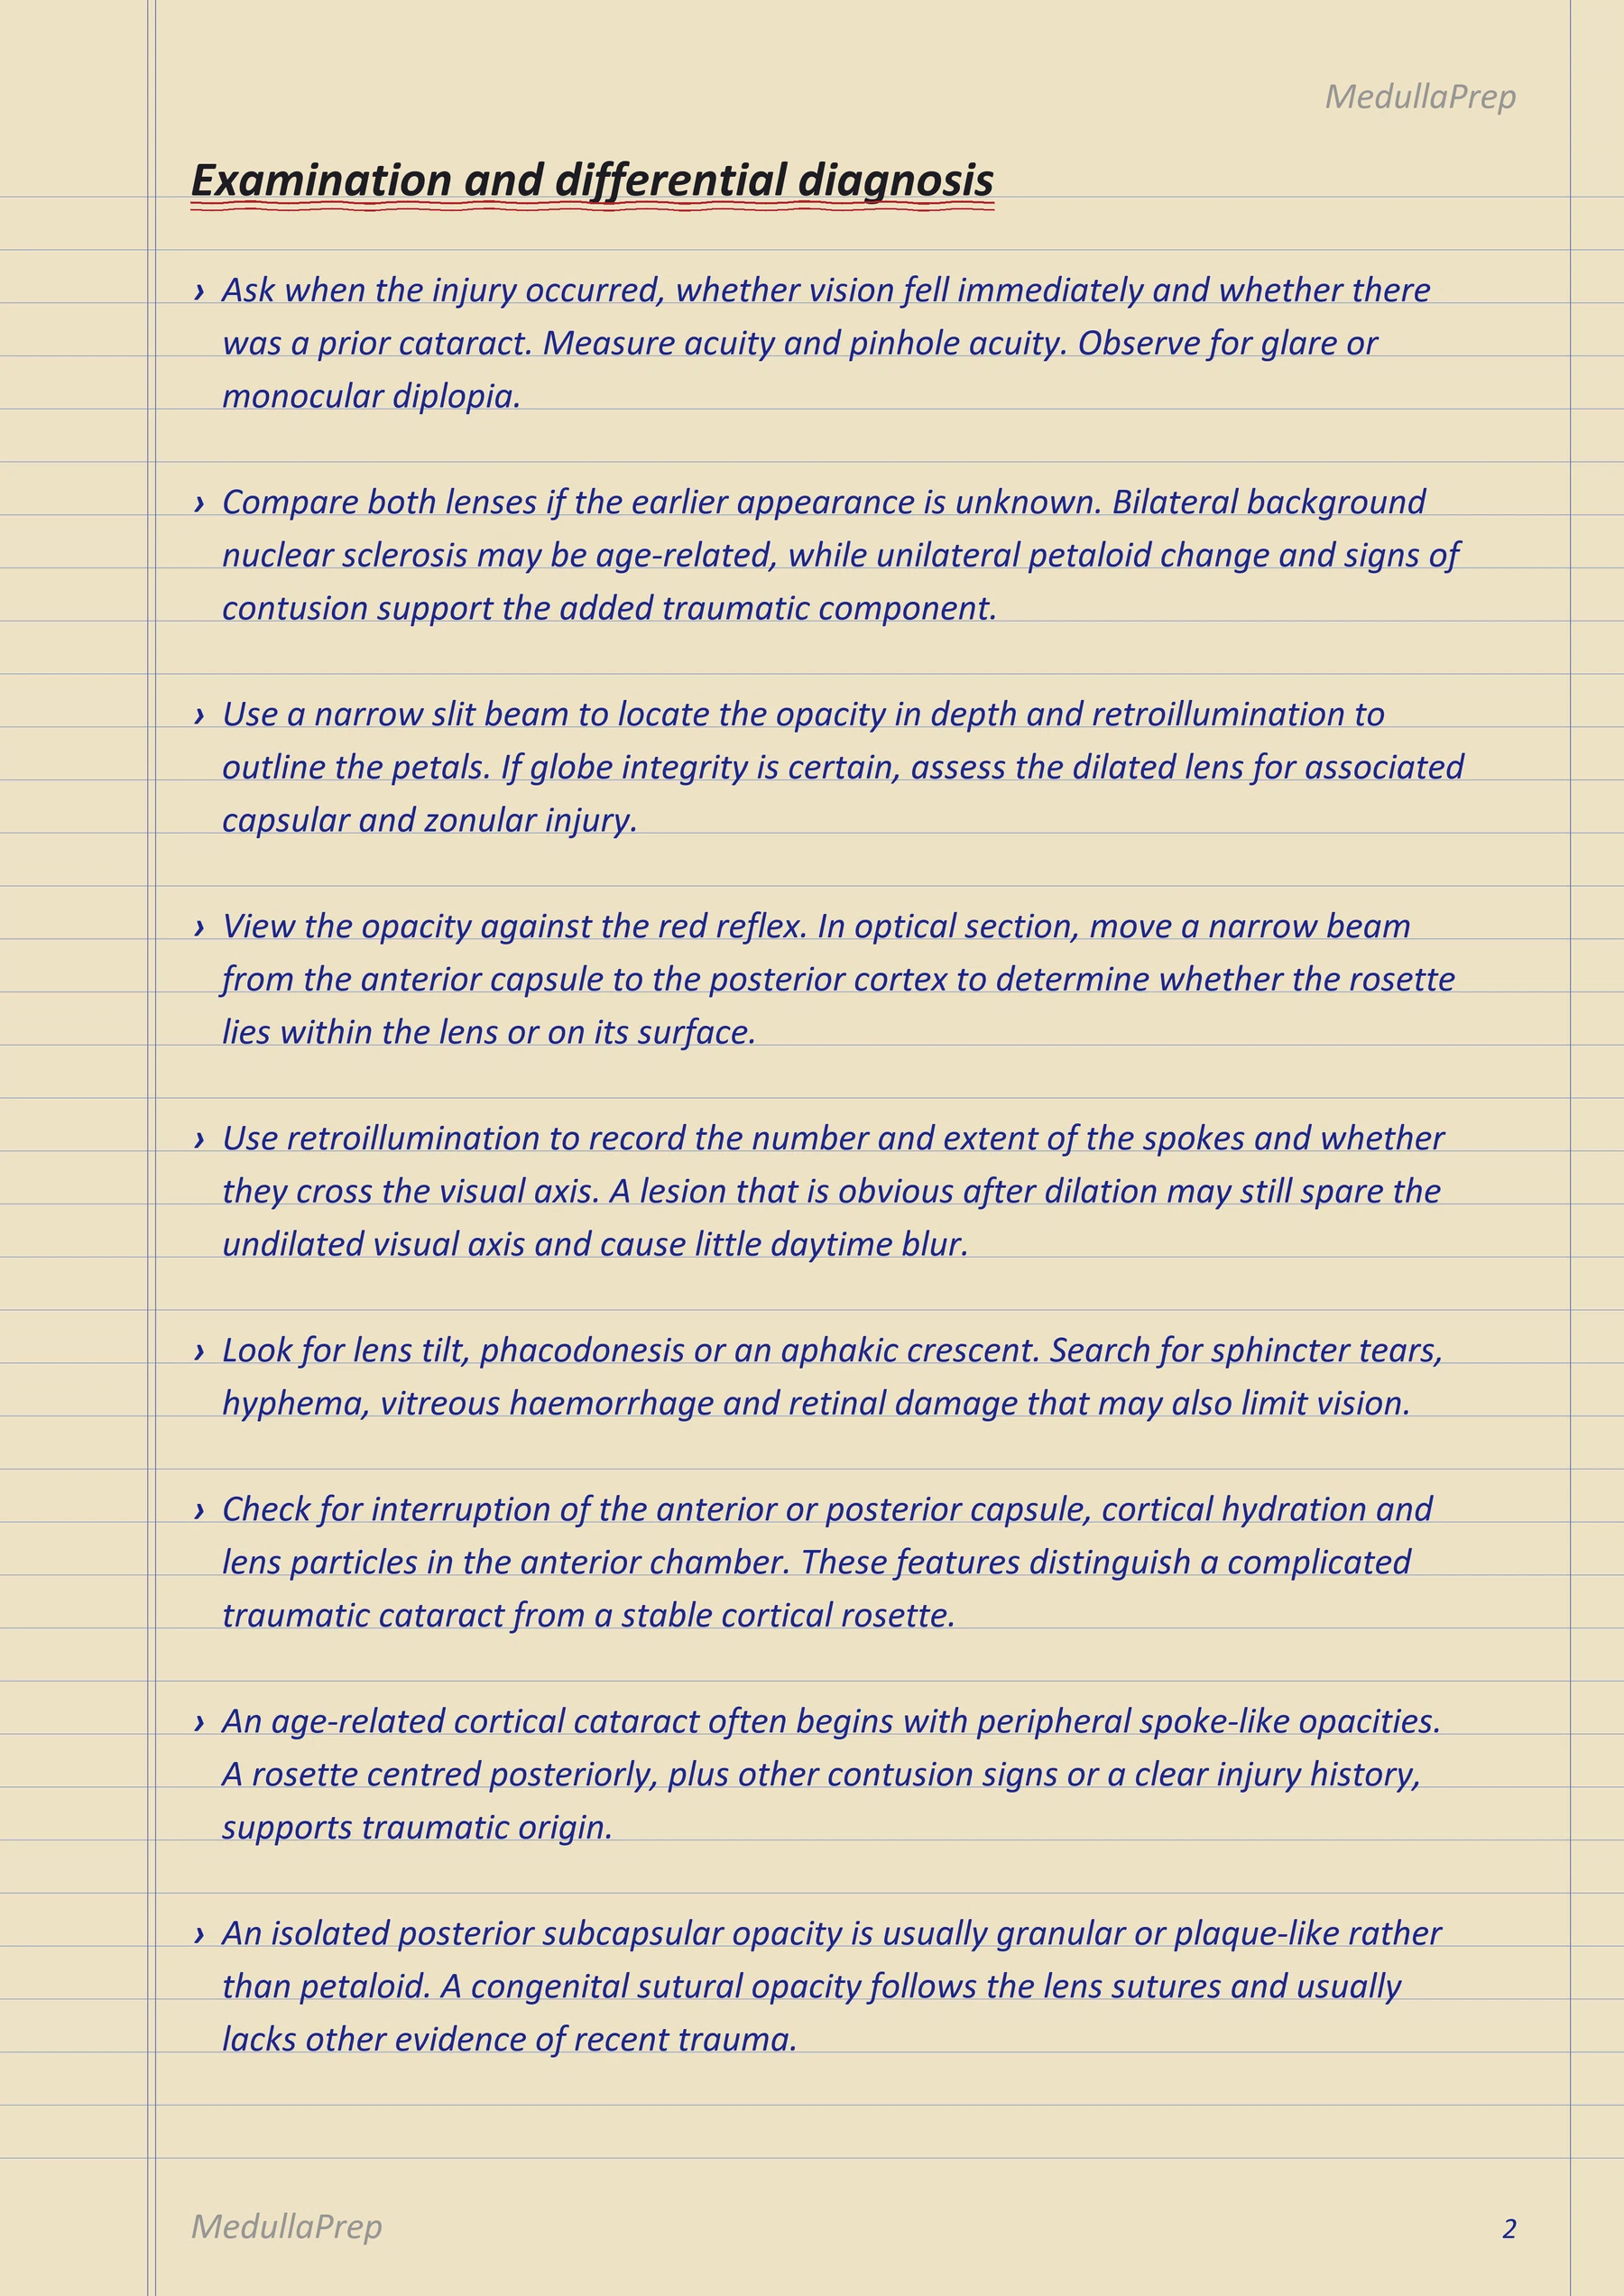 MedullaPrep
Examination and differential diagnosis
› Ask when the injury occurred, whether vision fell immediately and whether there
was a prior cataract. Measure acuity and pinhole acuity. Observe for glare or
monocular diplopia.
› Compare both lenses if the earlier appearance is unknown. Bilateral background
nuclear sclerosis may be age-related, while unilateral petaloid change and signs of
contusion support the added traumatic component.
› Use a narrow slit beam to locate the opacity in depth and retroillumination to
outline the petals. If globe integrity is certain, assess the dilated lens for associated
capsular and zonular injury.
› View the opacity against the red reflex. In optical section, move a narrow beam
from the anterior capsule to the posterior cortex to determine whether the rosette
lies within the lens or on its surface.
› Use retroillumination to record the number and extent of the spokes and whether
they cross the visual axis. A lesion that is obvious after dilation may still spare the
undilated visual axis and cause little daytime blur.
› Look for lens tilt, phacodonesis or an aphakic crescent. Search for sphincter tears,
hyphema, vitreous haemorrhage and retinal damage that may also limit vision.
› Check for interruption of the anterior or posterior capsule, cortical hydration and
lens particles in the anterior chamber. These features distinguish a complicated
traumatic cataract from a stable cortical rosette.
› An age-related cortical cataract often begins with peripheral spoke-like opacities.
A rosette centred posteriorly, plus other contusion signs or a clear injury history,
supports traumatic origin.
› An isolated posterior subcapsular opacity is usually granular or plaque-like rather
than petaloid. A congenital sutural opacity follows the lens sutures and usually
lacks other evidence of recent trauma.
MedullaPrep
2